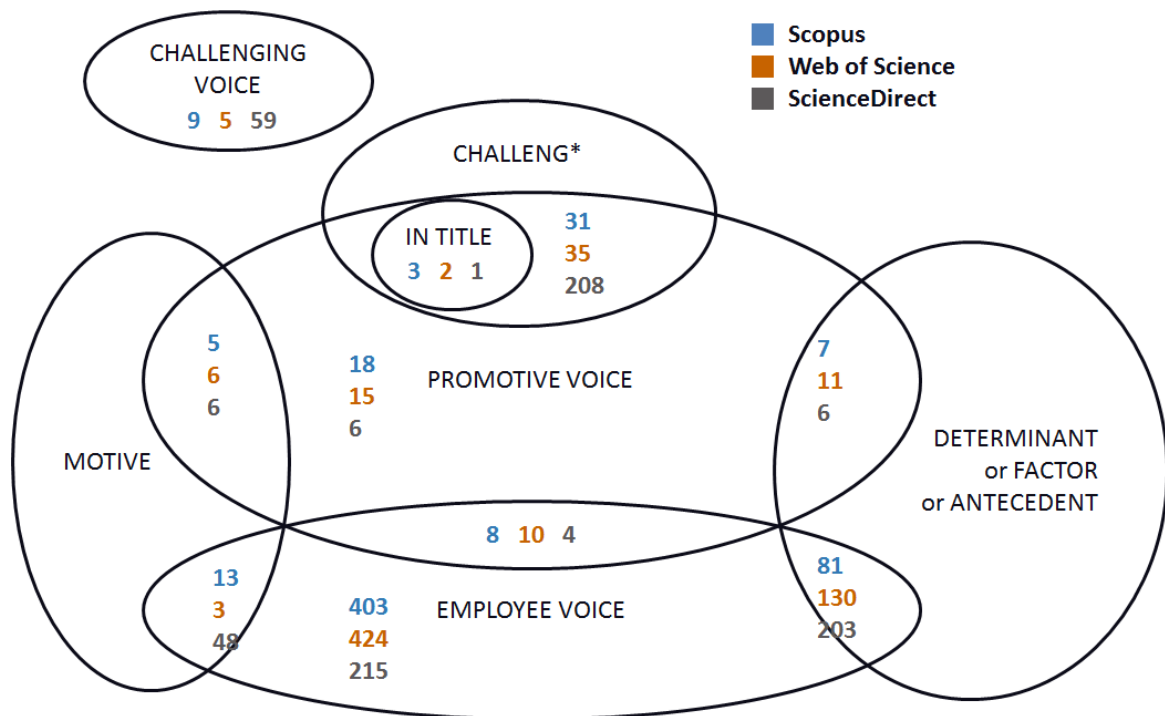 CHALLENGING
VOICE
9 5 59
Scopus
Web of Science
ScienceDirect
CHALLENG*
IN TITLE
3 2 1
31
35
208
5
6
6
18
15
6
PROMOTIVE VOICE
7
11
6
MOTIVE
DETERMINANT
or FACTOR
or ANTECEDENT
8 10 4
13
3
48
403
424
215
EMPLOYEE VOICE
81
130
203